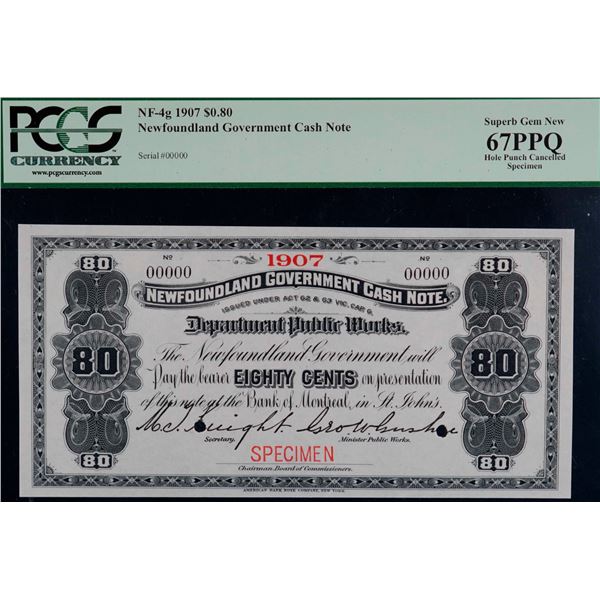 PCGS
CURRENCY
www.pcgscurrency.com
NF-4g 1907 $0.80
Newfoundland Government Cash Note
Serial #00000
Superb Gem New
67PPQ
Hole Punch Cancelled
Specimen
80 1907 80
Nº Nº
00000 00000
NEWFOUNDLAND GOVERNMENT CASH NOTE.
ISSUED UNDER ACT 62 & 63 VIC. CAP 6.
Department Public Works.
The Newfoundland Government will
80 Pay the bearer EIGHTY CENTS on presentation 80
of this note at the Bank of Montreal, in St. John's.
Secretary. Minister Public Works.
SPECIMEN
80 Chairman Board of Commissioners. 80
AMERICAN BANK NOTE COMPANY, NEW YORK.